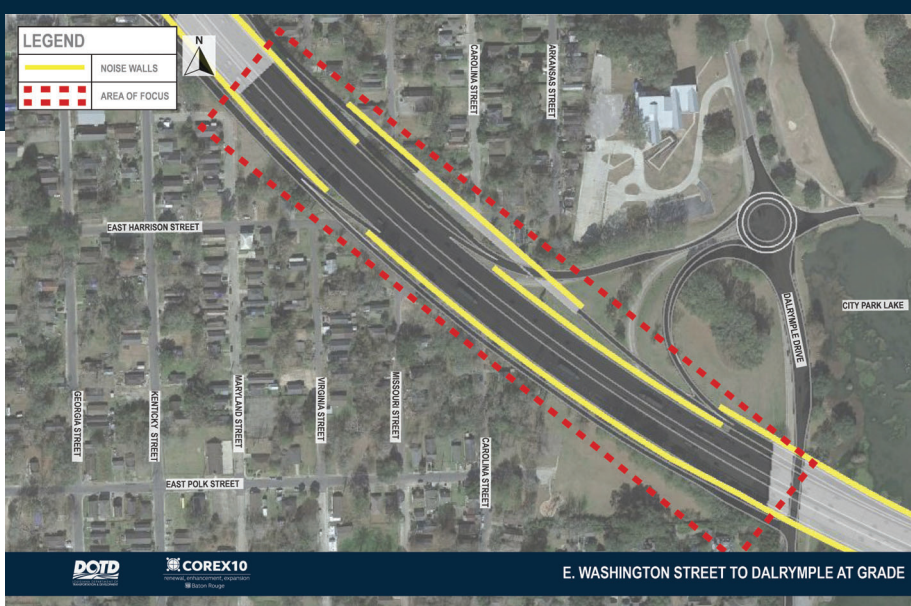 LEGEND
NOISE WALLS
AREA OF FOCUS
N
CAROLINA STREET
ARKANSAS STREET
EAST HARRISON STREET
CITY PARK LAKE
DALRYMPLE DRIVE
GEORGIA STREET
KENTUCKY STREET
MARYLAND STREET
VIRGINIA STREET
MISSOURI STREET
CAROLINA STREET
EAST POLK STREET
DOTD
COREX10
renewal, enhancement, expansion
Baton Rouge
E. WASHINGTON STREET TO DALRYMPLE AT GRADE